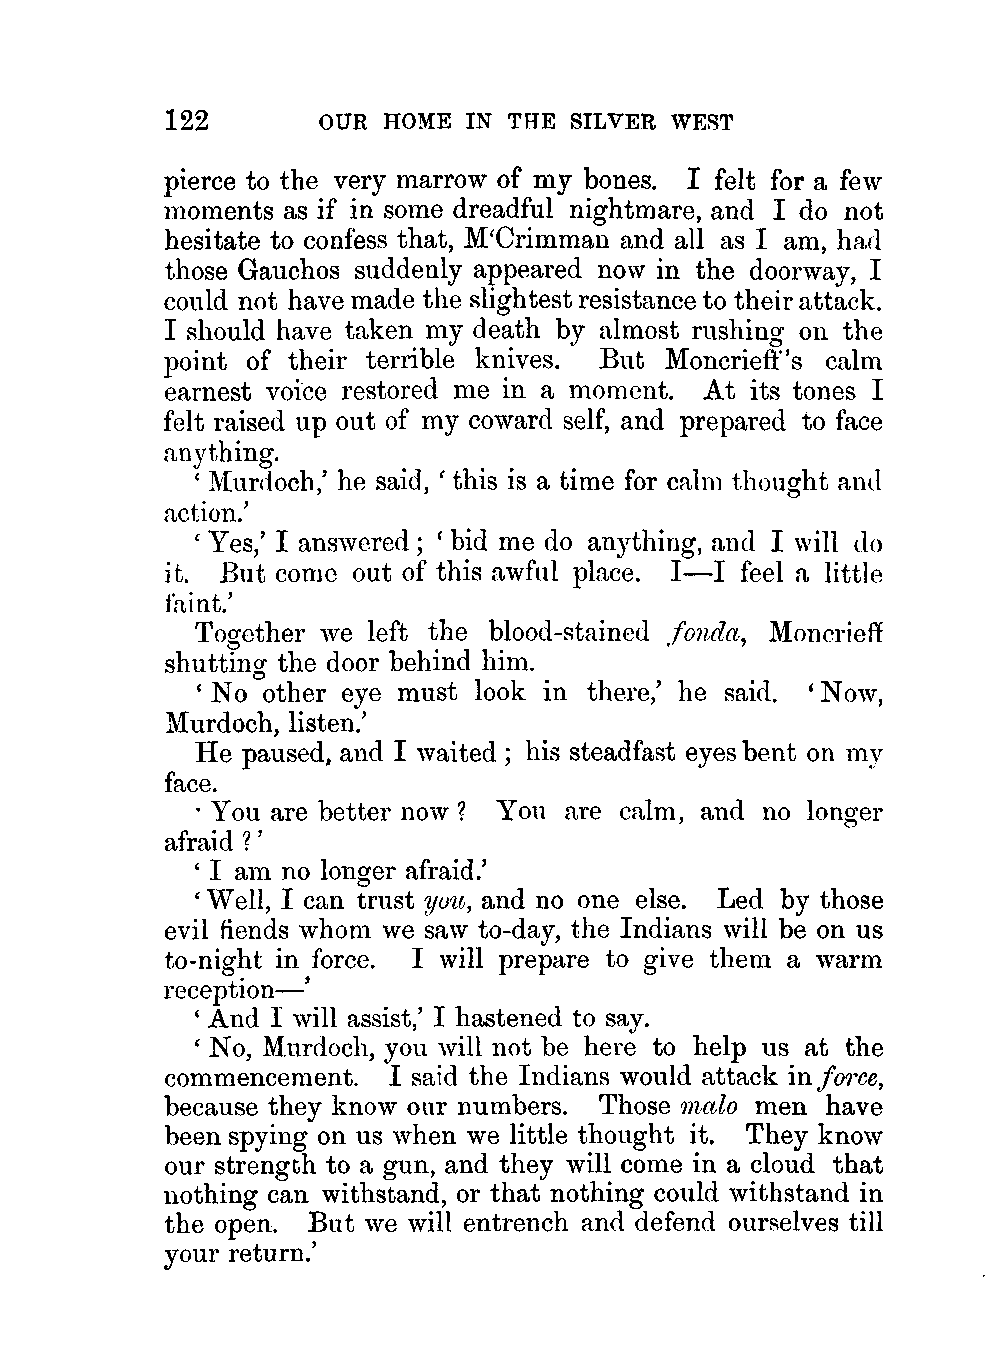 122 OUR HOME IN THE SILVER WEST
pierce to the very marrow of my bones. I felt for a few
moments as if in some dreadful nightmare, and I do not
hesitate to confess that, M‘Crimman and all as I am, had
those Gauchos suddenly appeared now in the doorway, I
could not have made the slightest resistance to their attack.
I should have taken my death by almost rushing on the
point of their terrible knives. But Moncrieff’s calm
earnest voice restored me in a moment. At its tones I
felt raised up out of my coward self, and prepared to face
anything.
‘ Murdoch,’ he said, ‘ this is a time for calm thought and
action.’
‘ Yes,’ I answered ; ‘ bid me do anything, and I will do
it. But come out of this awful place. I—I feel a little
faint.’
Together we left the blood-stained fonda, Moncrieff
shutting the door behind him.
‘ No other eye must look in there,’ he said. ‘ Now,
Murdoch, listen.’
He paused, and I waited ; his steadfast eyes bent on my
face.
‘ You are better now ? You are calm, and no longer
afraid ? ’
‘ I am no longer afraid.’
‘ Well, I can trust you, and no one else. Led by those
evil fiends whom we saw to-day, the Indians will be on us
to-night in force. I will prepare to give them a warm
reception—’
‘ And I will assist,’ I hastened to say.
‘ No, Murdoch, you will not be here to help us at the
commencement. I said the Indians would attack in force,
because they know our numbers. Those malo men have
been spying on us when we little thought it. They know
our strength to a gun, and they will come in a cloud that
nothing can withstand, or that nothing could withstand in
the open. But we will entrench and defend ourselves till
your return.’